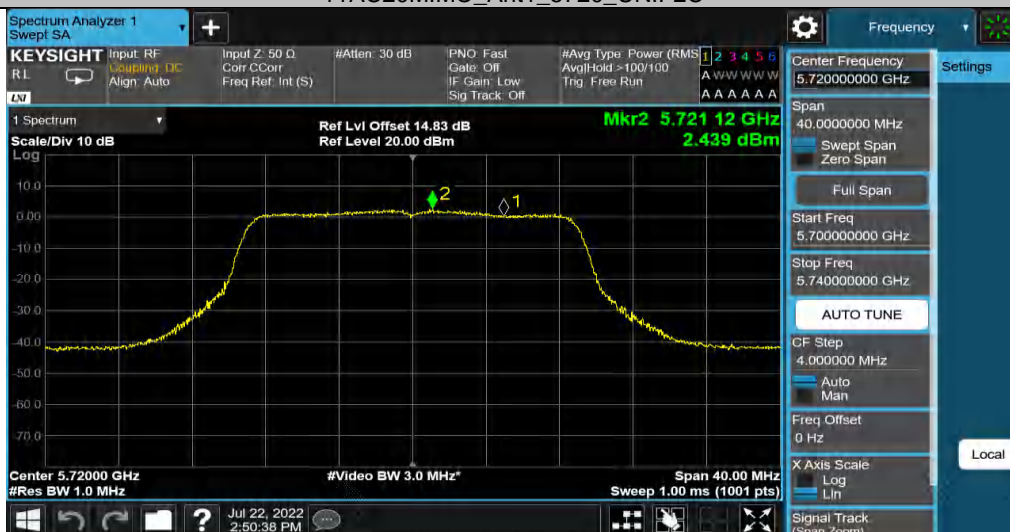 Spectrum Analyzer 1
Swept SA
+
Frequency
KEYSIGHT
RL
LXI
Input: RF
Coupling: DC
Align: Auto
Input Z: 50 Ω
Corr CCorr
Freq Ref: Int (S)
#Atten: 30 dB
PNO: Fast
Gate: Off
IF Gain: Low
Sig Track: Off
#Avg Type: Power (RMS
Avg|Hold:>100/100
Trig: Free Run
1 2 3 4 5 6
A W W W W W
A A A A A A
Center Frequency
5.720000000 GHz
Settings
Span
40.0000000 MHz
Swept Span
Zero Span
Full Span
Start Freq
5.700000000 GHz
Stop Freq
5.740000000 GHz
AUTO TUNE
CF Step
4.000000 MHz
Auto
Man
Freq Offset
0 Hz
X Axis Scale
Log
Lin
Signal Track
(Span Zoom)
Local
1 Spectrum
Scale/Div 10 dB
Log
Ref Lvl Offset 14.83 dB
Ref Level 20.00 dBm
Mkr2 5.721 12 GHz
2.439 dBm
10.0
0.00
-10.0
-20.0
-30.0
-40.0
-50.0
-60.0
-70.0
2
1
Center 5.72000 GHz
#Res BW 1.0 MHz
#Video BW 3.0 MHz*
Span 40.00 MHz
Sweep 1.00 ms (1001 pts)
?
Jul 22, 2022
2:50:38 PM